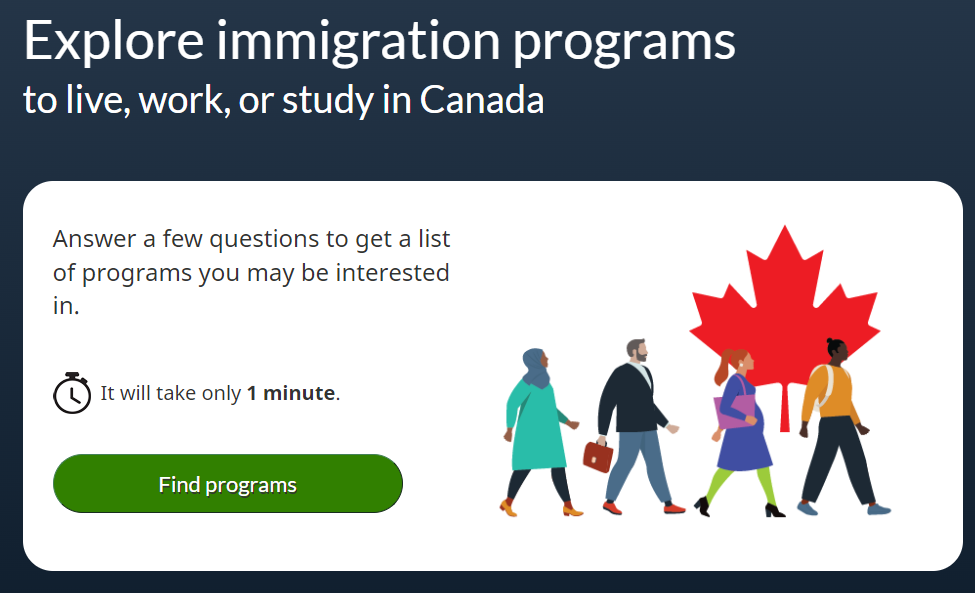 Explore immigration programs
to live, work, or study in Canada
Answer a few questions to get a list
of programs you may be interested
in.
It will take only 1 minute.
Find programs